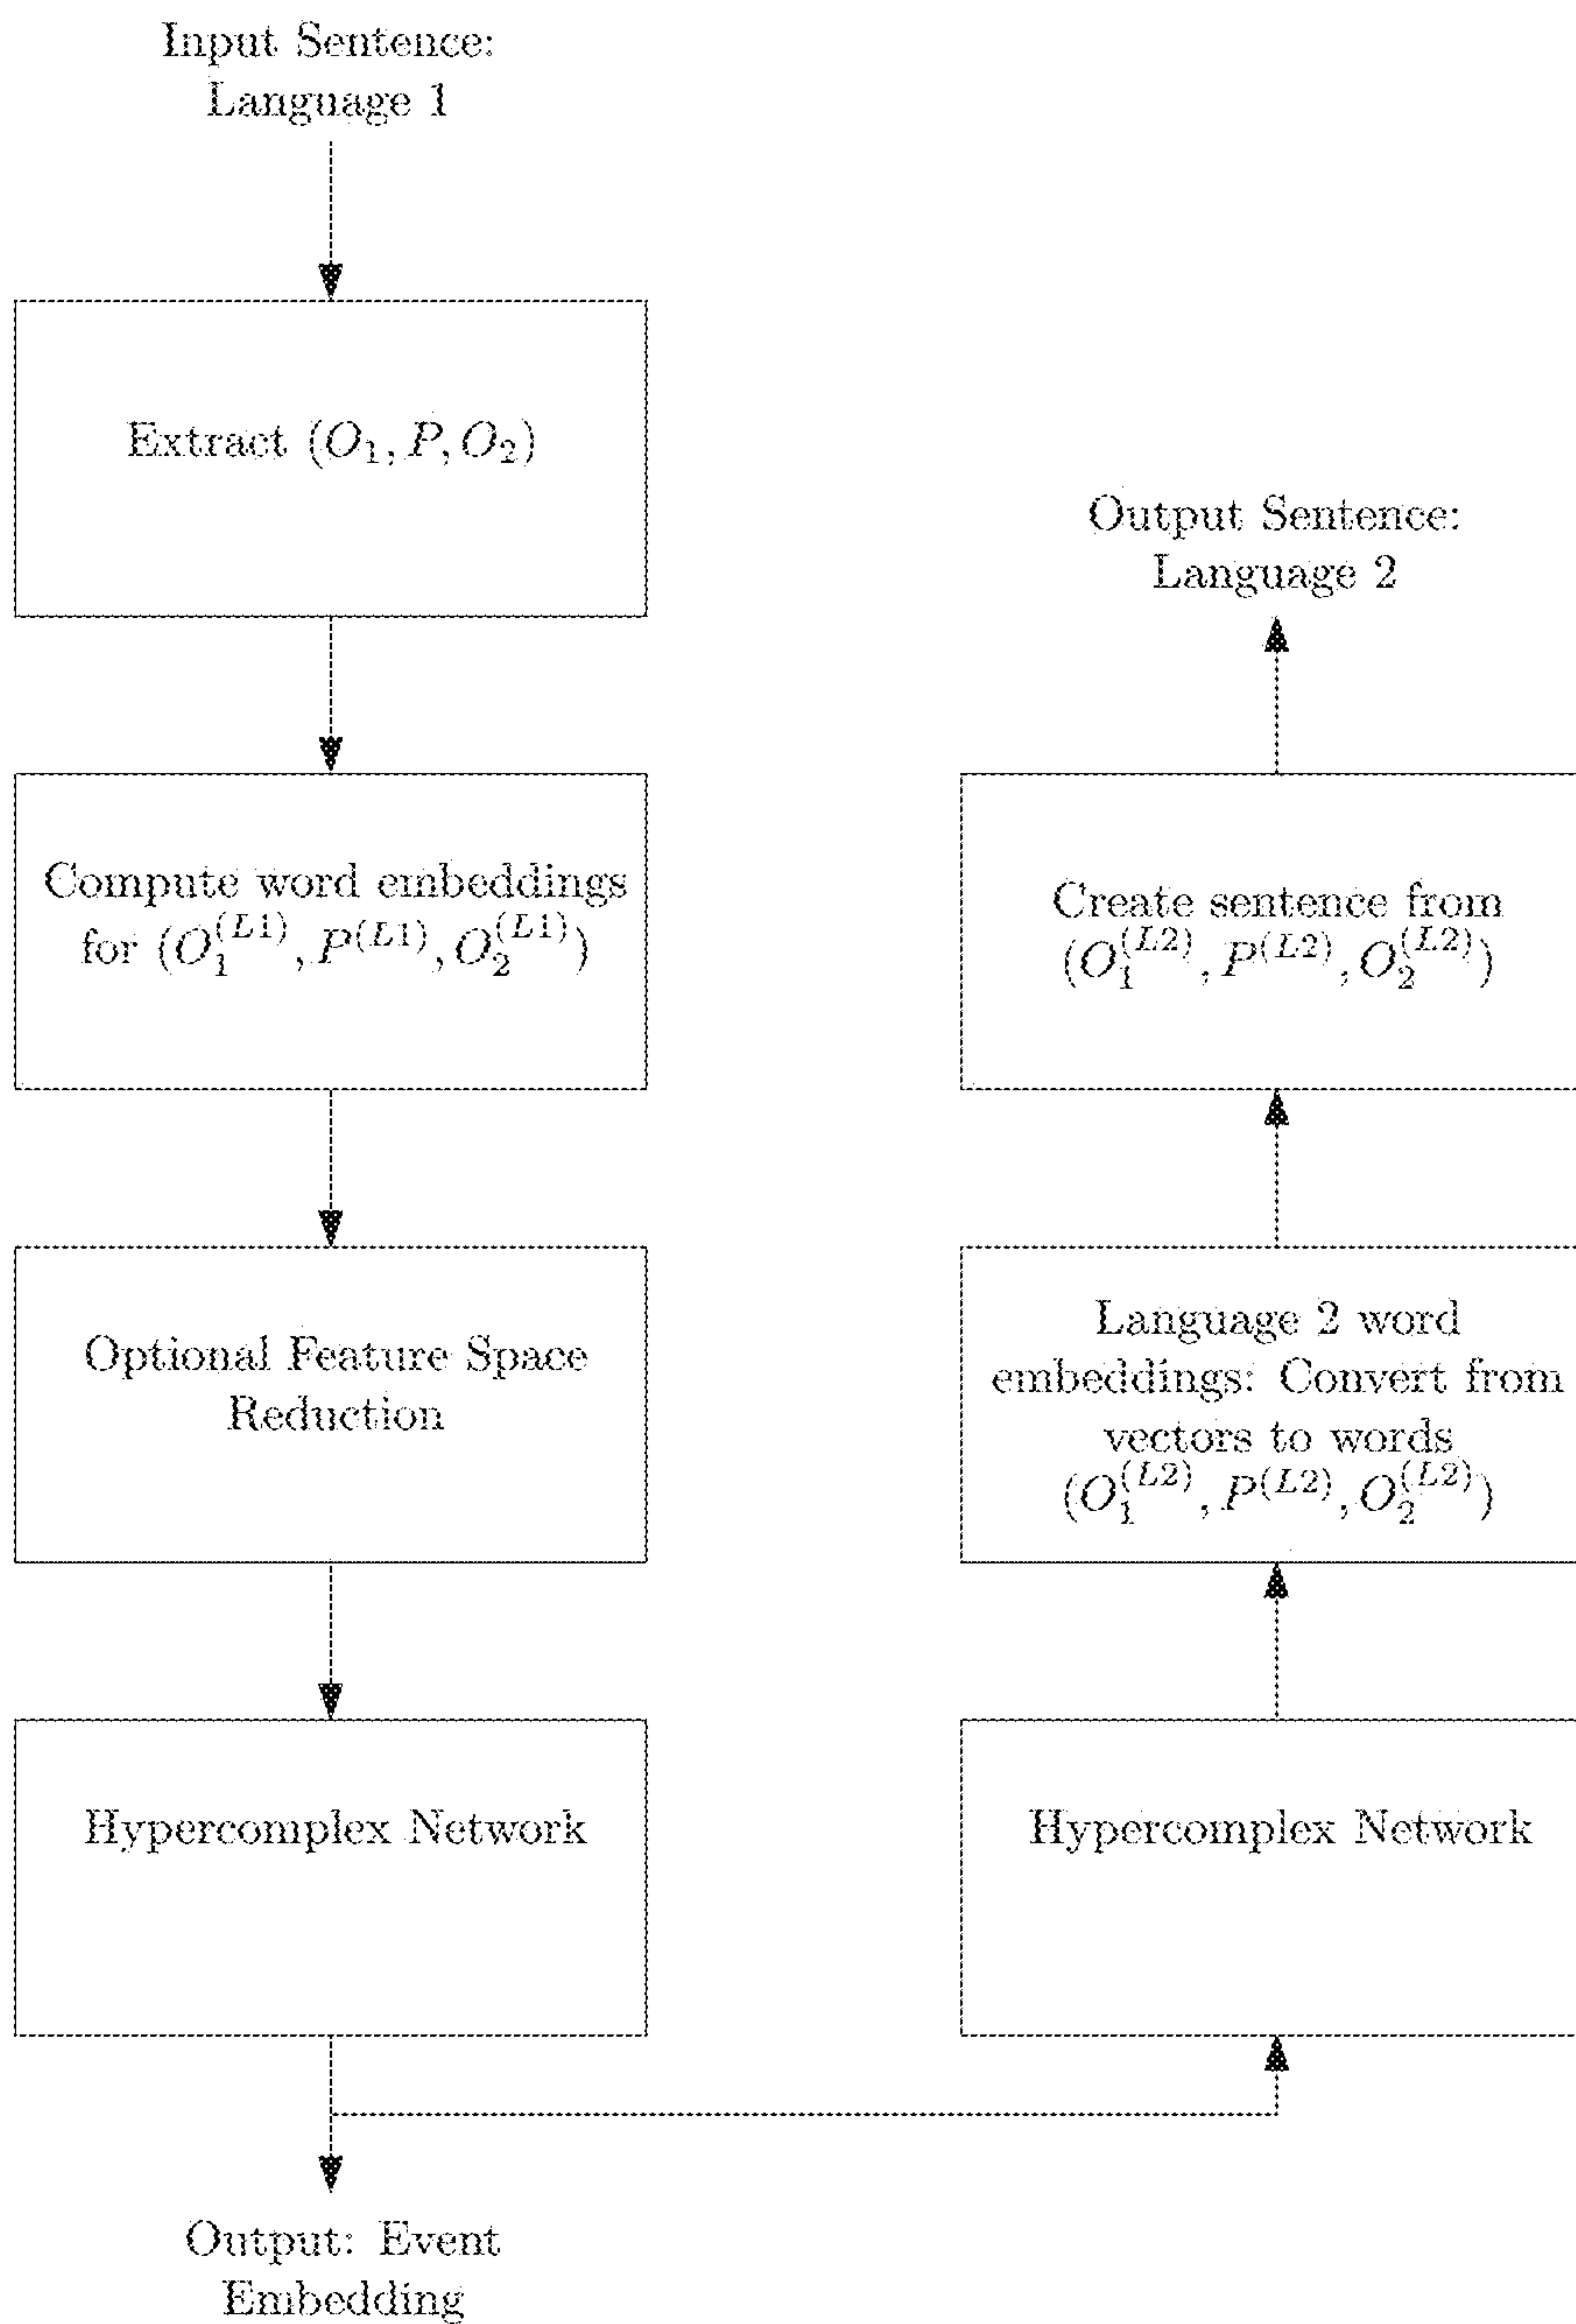 Input Sentence:
Language 1
Extract (O₁, P, O₂)
Compute word embeddings
for (O₁^(L1), P^(L1), O₂^(L1))
Optional Feature Space
Reduction
Hypercomplex Network
Output: Event
Embedding
Output Sentence:
Language 2
Create sentence from
(O₁^(L2), P^(L2), O₂^(L2))
Language 2 word
embeddings: Convert from
vectors to words
(O₁^(L2), P^(L2), O₂^(L2))
Hypercomplex Network